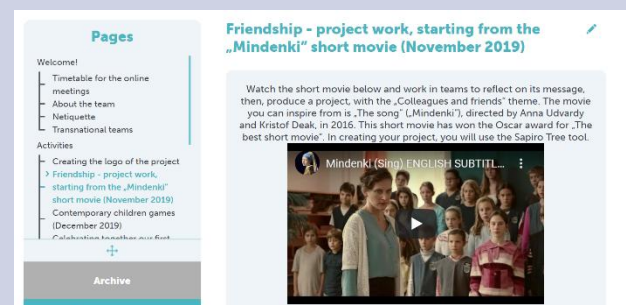 Pages
Welcome!
Timetable for the online
meetings
About the team
Netiquette
Transnational teams
Activities
Creating the logo of the project
Friendship - project work,
starting from the „Mindenki”
short movie (November 2019)
Contemporary children games
(December 2019)
Celebrating together our first
Archive
Friendship - project work, starting from the
„Mindenki” short movie (November 2019)
Watch the short movie below and work in teams to reflect on its message,
then, produce a project, with the „Colleagues and friends” theme. The movie
you can inspire from is „The song” („Mindenki”), directed by Anna Udvardy
and Kristof Deak, in 2016. This short movie has won the Oscar award for „The
best short movie”. In creating your project, you will use the Sapiro Tree tool.
Mindenki (Sing) ENGLISH SUBTITL...